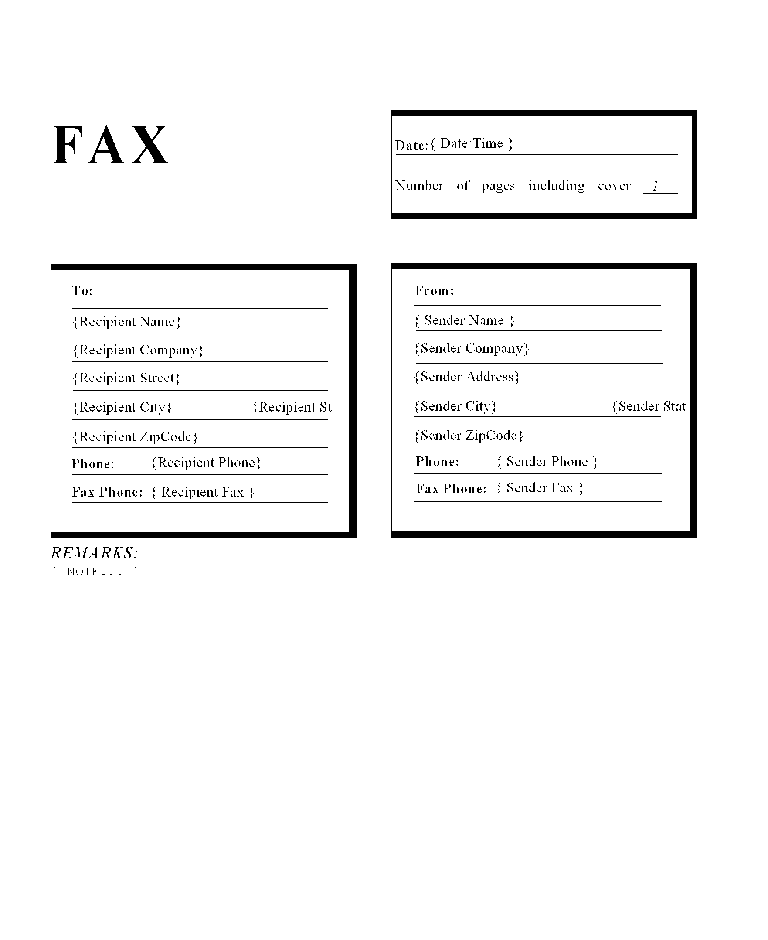 FAX
Date:{ Date Time }
Number of pages including cover
To:
{Recipient Name}
{Recipient Company}
{Recipient Street}
{Recipient City} {Recipient St
{Recipient ZipCode}
Phone: {Recipient Phone}
Fax Phone: { Recipient Fax }
From:
{ Sender Name }
{Sender Company}
{Sender Address}
{Sender City} {Sender Stat
{Sender ZipCode}
Phone: { Sender Phone }
Fax Phone: { Sender Fax }
REMARKS: